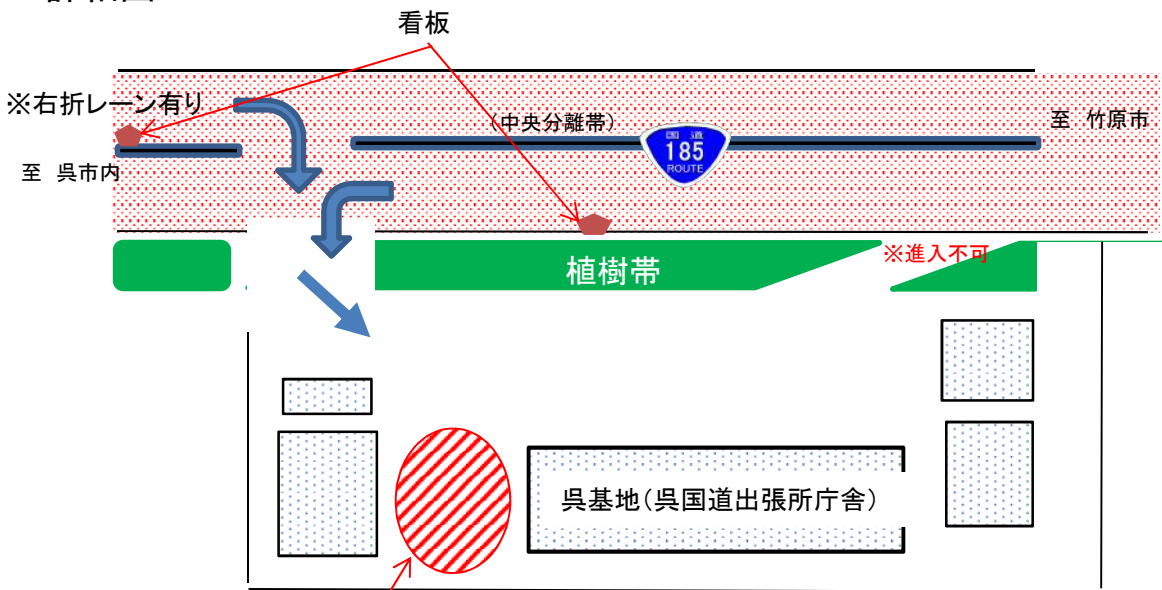 看板
※右折レーン有り
(中央分離帯)
国道
185
ROUTE
至 竹原市
至 呉市内
植樹帯
※進入不可
呉基地(呉国道出張所庁舎)